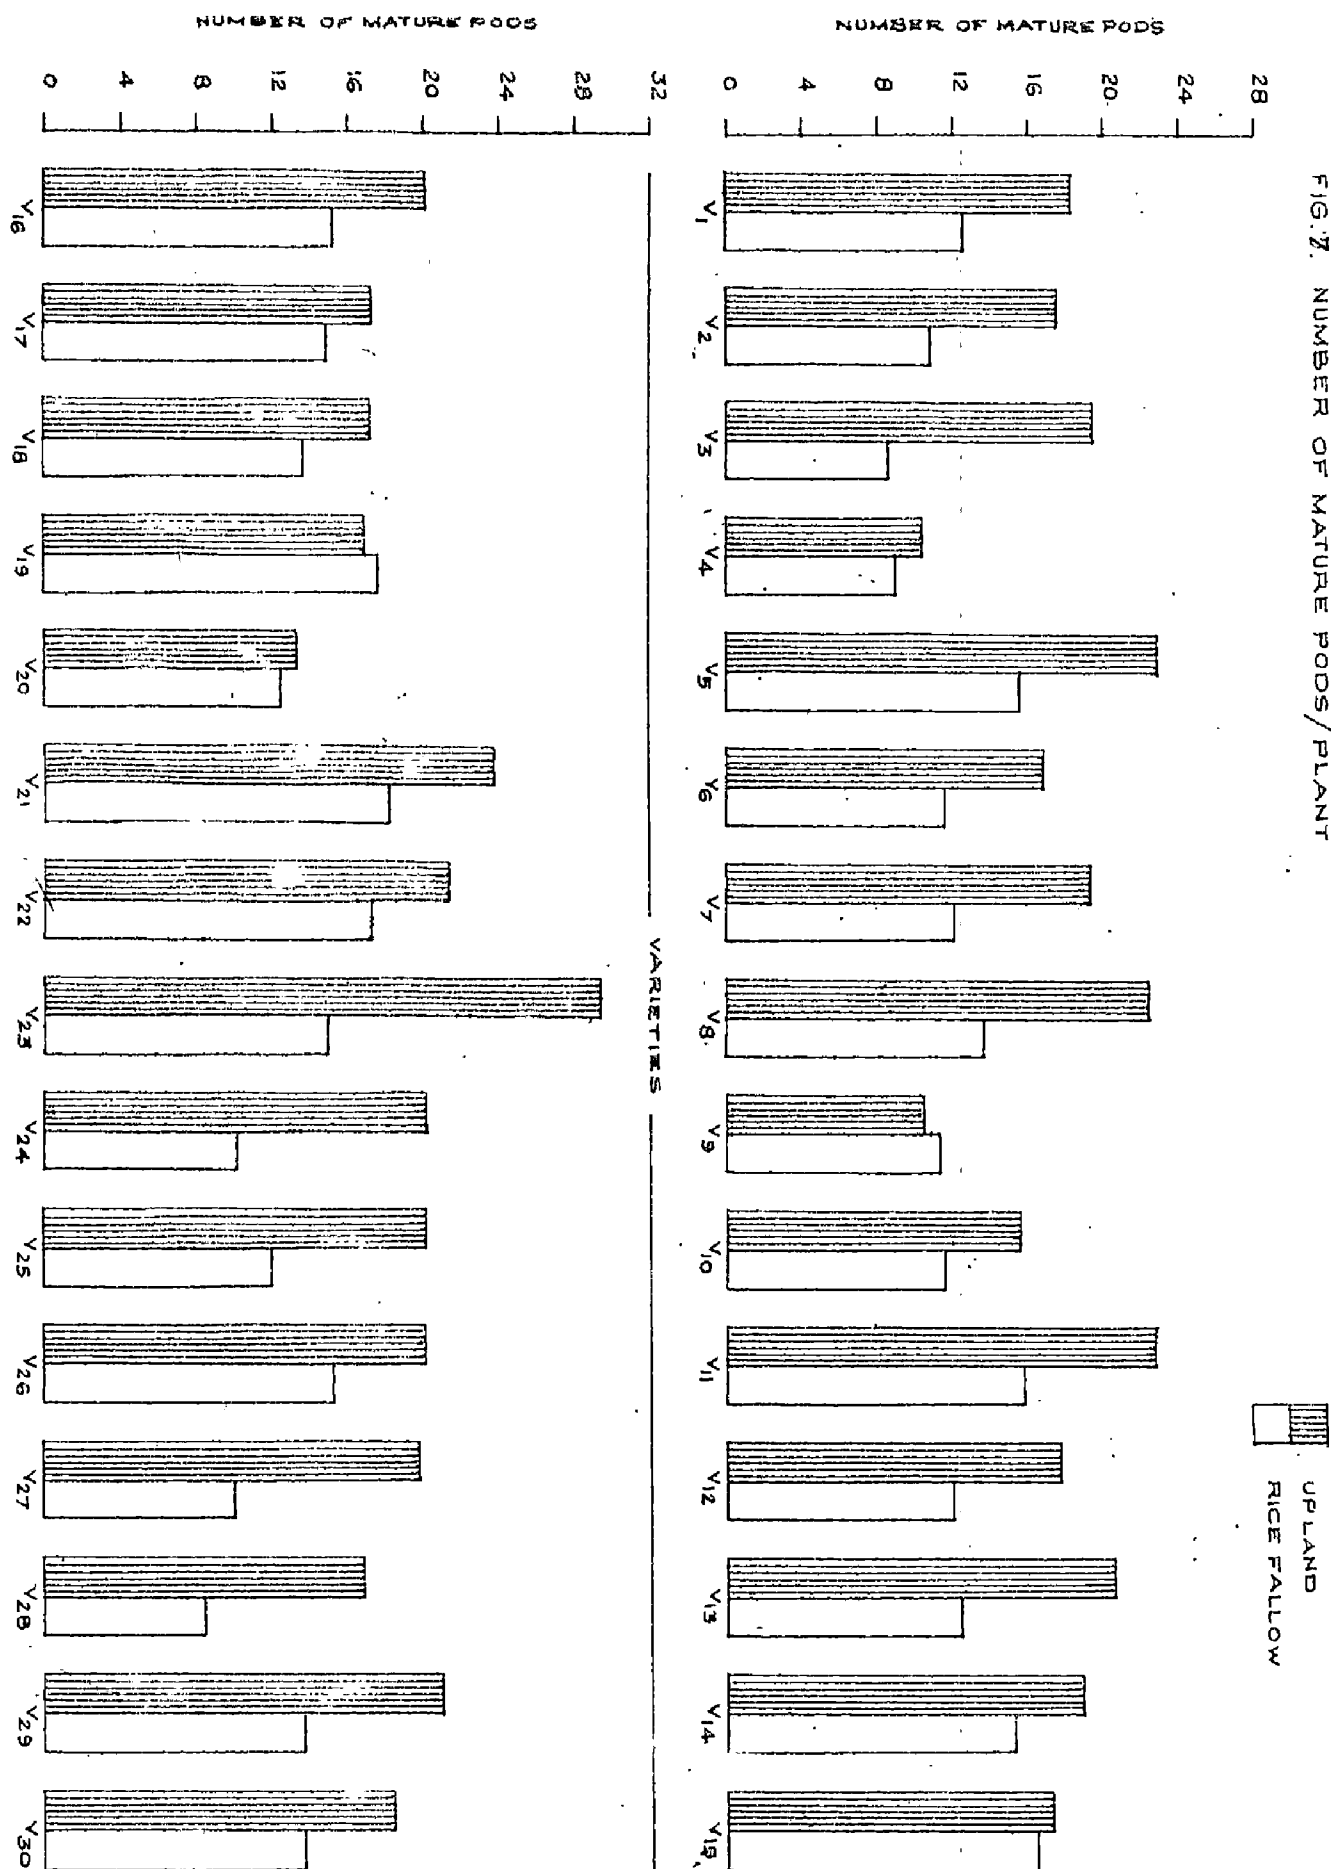 FIG.7. NUMBER OF MATURE PODS/PLANT
UPLAND
RICE FALLOW
NUMBER OF MATURE PODS
28
24
20
16
12
8
4
0
V1 V2 V3 V4 V5 V6 V7 V8 V9 V10 V11 V12 V13 V14 V15
VARIETIES
NUMBER OF MATURE PODS
32
28
24
20
16
12
8
4
0
V16 V17 V18 V19 V20 V21 V22 V23 V24 V25 V26 V27 V28 V29 V30